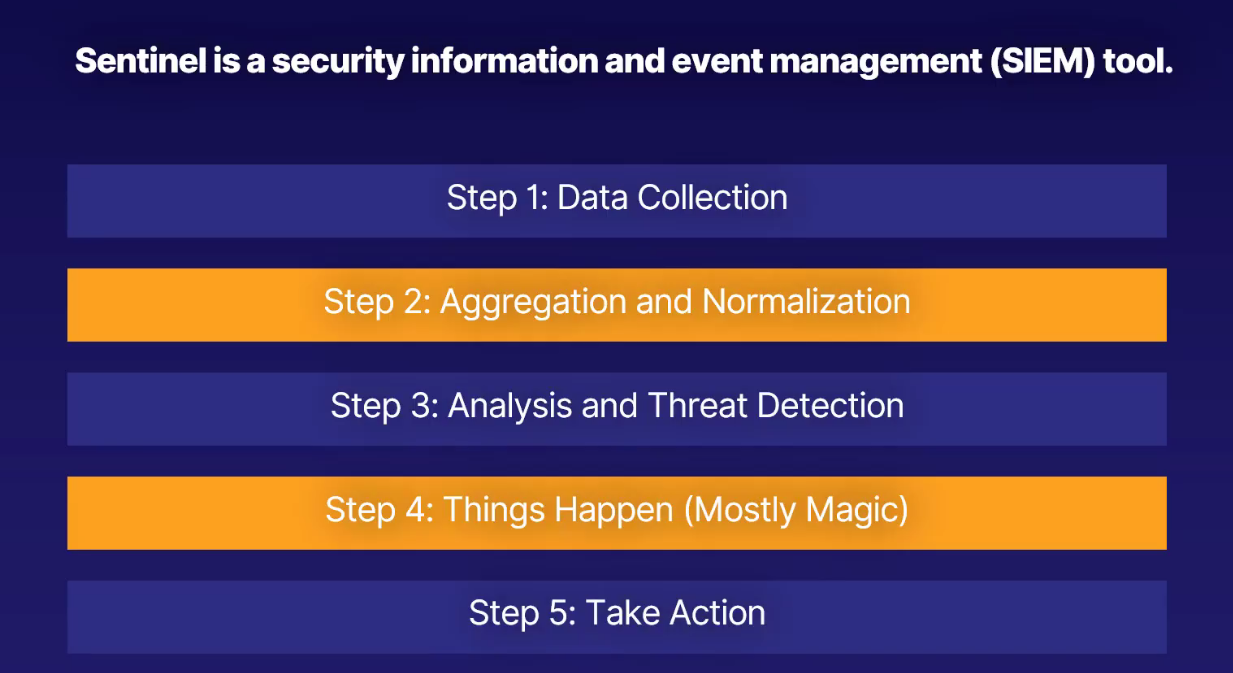 Sentinel is a security information and event management (SIEM) tool.
Step 1: Data Collection
Step 2: Aggregation and Normalization
Step 3: Analysis and Threat Detection
Step 4: Things Happen (Mostly Magic)
Step 5: Take Action